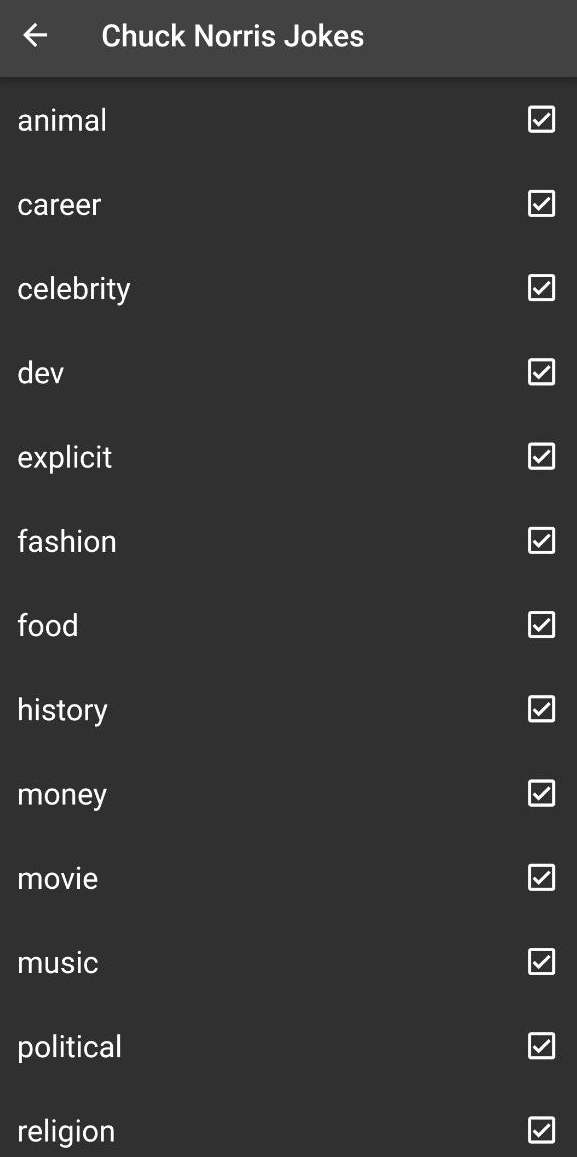 Chuck Norris Jokes
animal
career
celebrity
dev
explicit
fashion
food
history
money
movie
music
political
religion